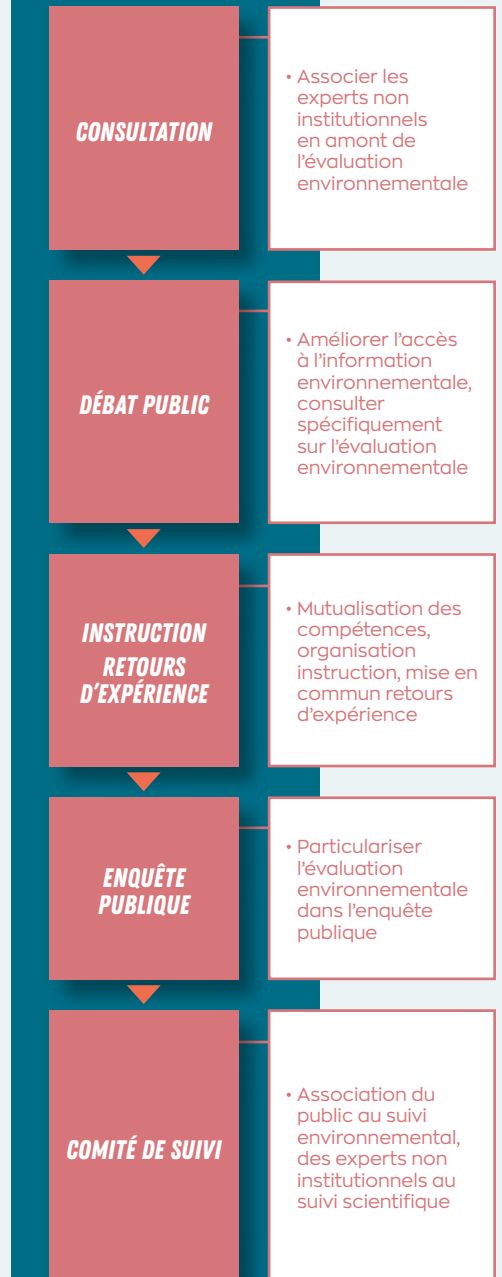 CONSULTATION
• Associer les
experts non
institutionnels
en amont de
l'évaluation
environnementale
DÉBAT PUBLIC
• Améliorer l'accès
à l'information
environnementale,
consulter
spécifiquement
sur l'évaluation
environnementale
INSTRUCTION
RETOURS
D'EXPÉRIENCE
• Mutualisation des
compétences,
organisation
instruction, mise en
commun retours
d'expérience
ENQUÊTE
PUBLIQUE
• Particulariser
l'évaluation
environnementale
dans l'enquête
publique
COMITÉ DE SUIVI
• Association du
public au suivi
environnemental,
des experts non
institutionnels au
suivi scientifique